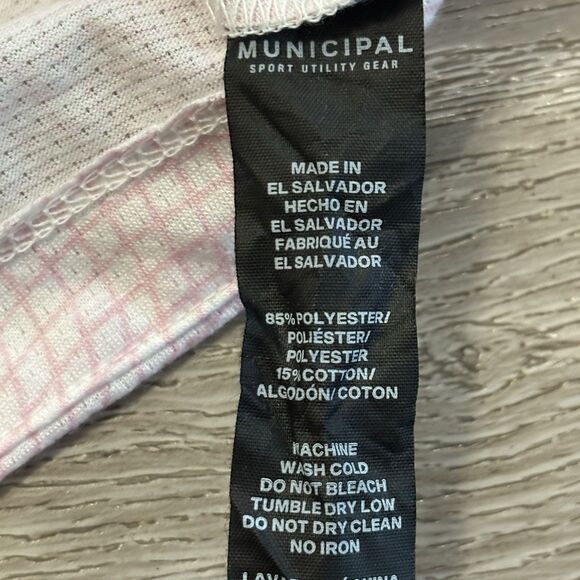 MUNICIPAL
SPORT UTILITY GEAR
MADE IN
EL SALVADOR
HECHO EN
EL SALVADOR
FABRIQUÉ AU
EL SALVADOR
85% POLYESTER/
POLIÉSTER/
POLYESTER
15% COTTON/
ALGODÓN/COTON
MACHINE
WASH COLD
DO NOT BLEACH
TUMBLE DRY LOW
DO NOT DRY CLEAN
NO IRON